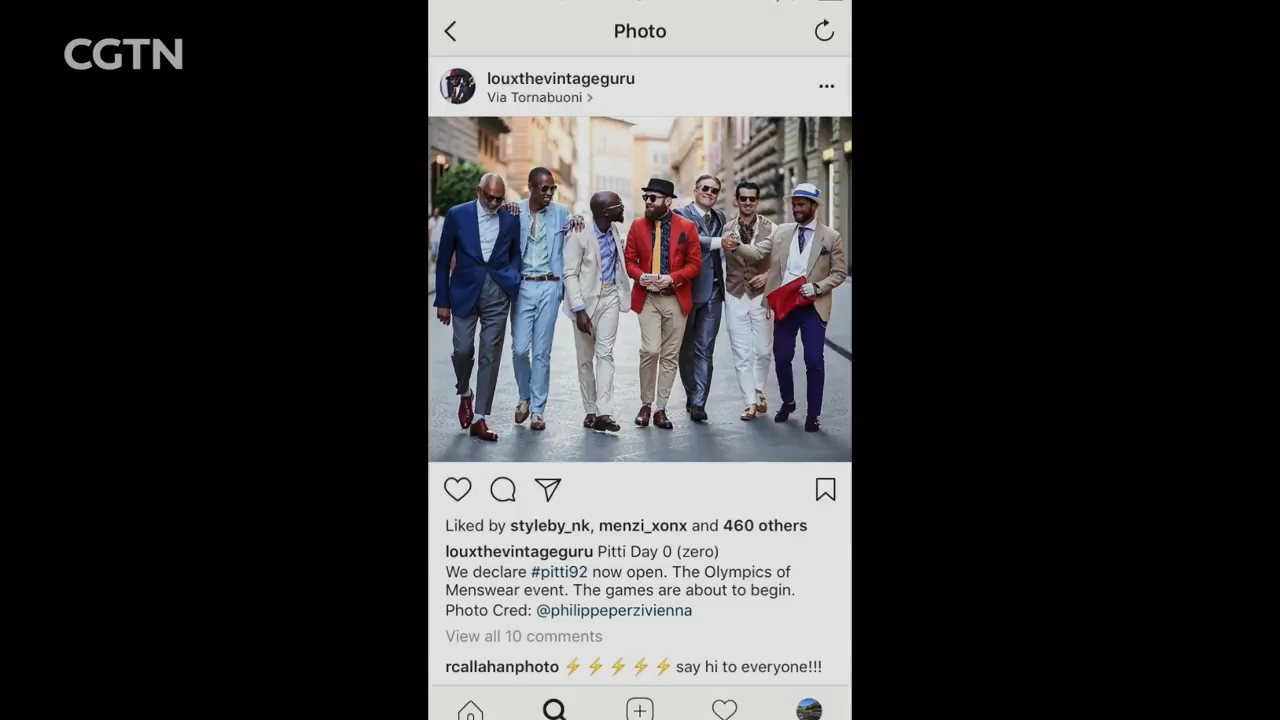 CGTN
Photo
louxthevintageguru
Via Tornabuoni >
Liked by styleby_nk, menzi_xonx and 460 others
louxthevintageguru Pitti Day 0 (zero)
We declare #pitti92 now open. The Olympics of
Menswear event. The games are about to begin.
Photo Cred: @philippeperzivienna
View all 10 comments
rcallahanphoto ⚡⚡⚡⚡⚡ say hi to everyone!!!